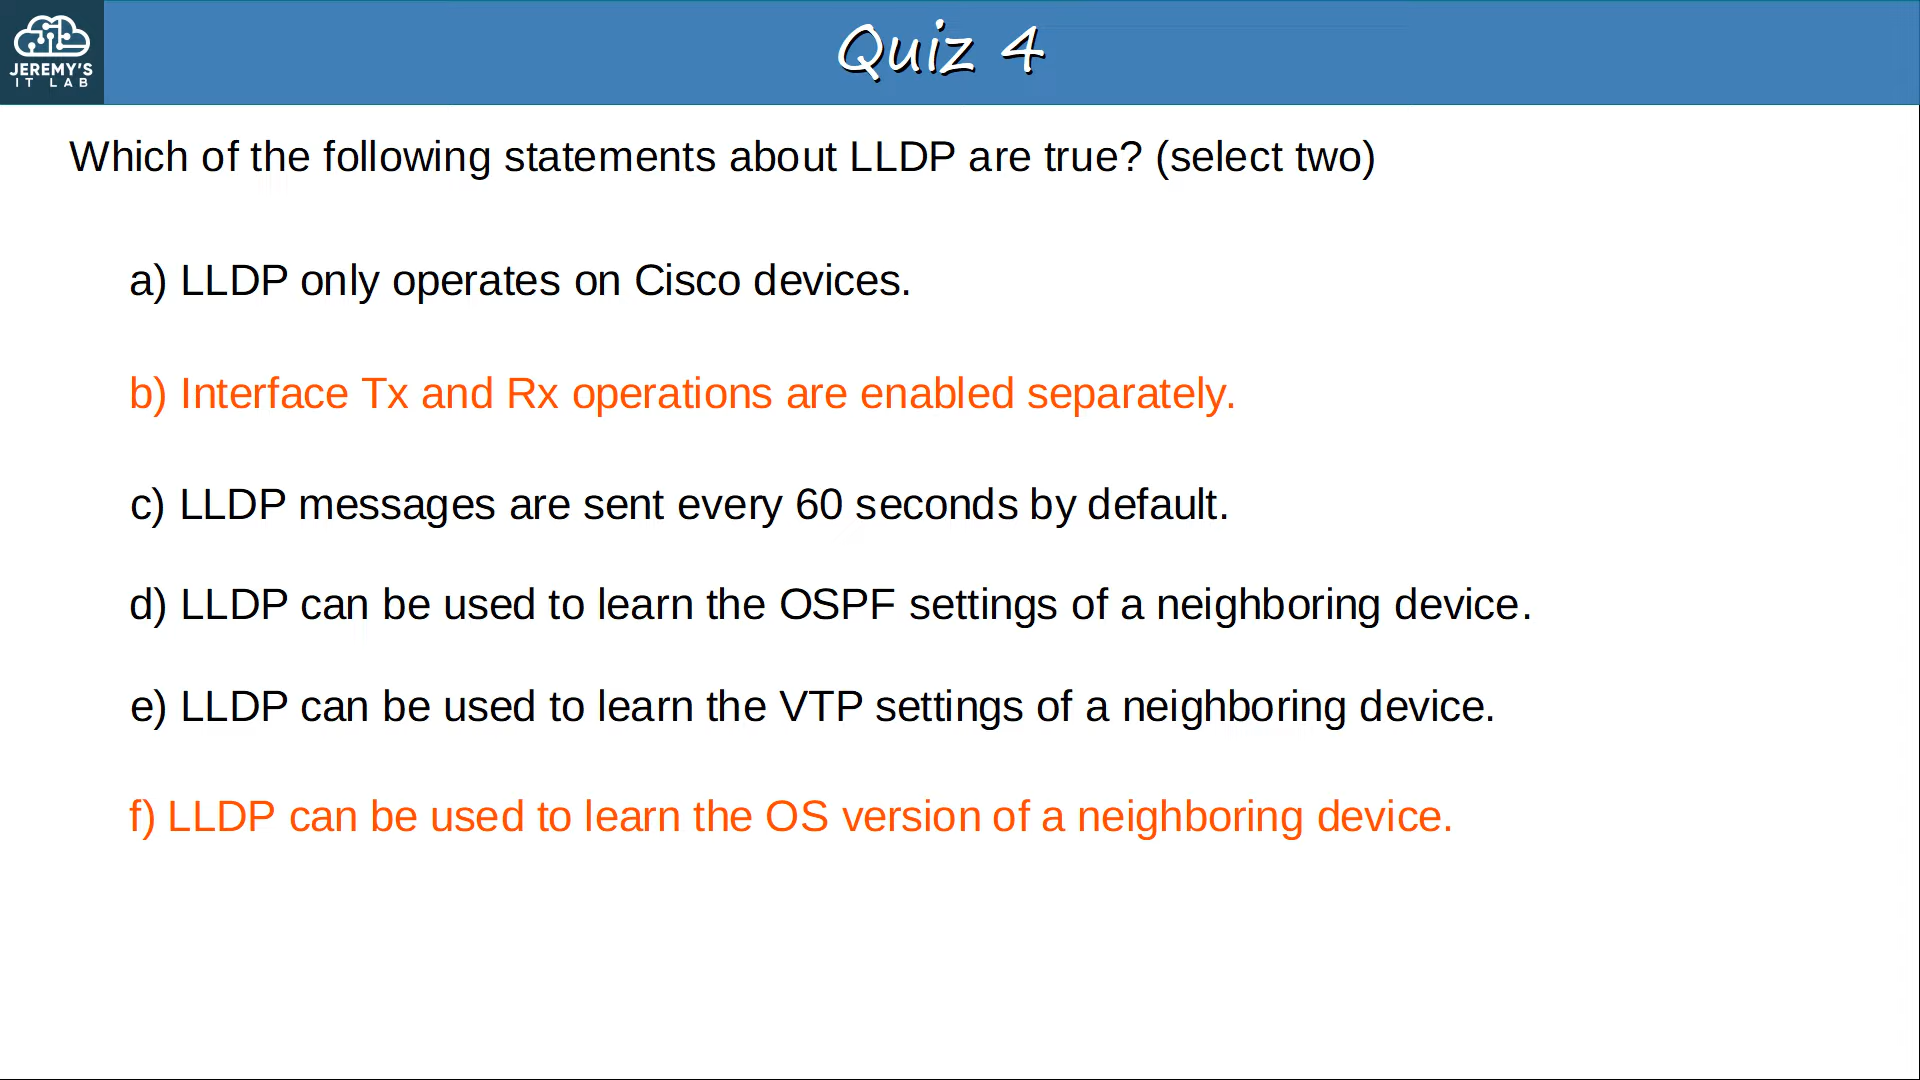 JEREMY'S
IT LAB
Quiz 4
Which of the following statements about LLDP are true? (select two)
a) LLDP only operates on Cisco devices.
b) Interface Tx and Rx operations are enabled separately.
c) LLDP messages are sent every 60 seconds by default.
d) LLDP can be used to learn the OSPF settings of a neighboring device.
e) LLDP can be used to learn the VTP settings of a neighboring device.
f) LLDP can be used to learn the OS version of a neighboring device.